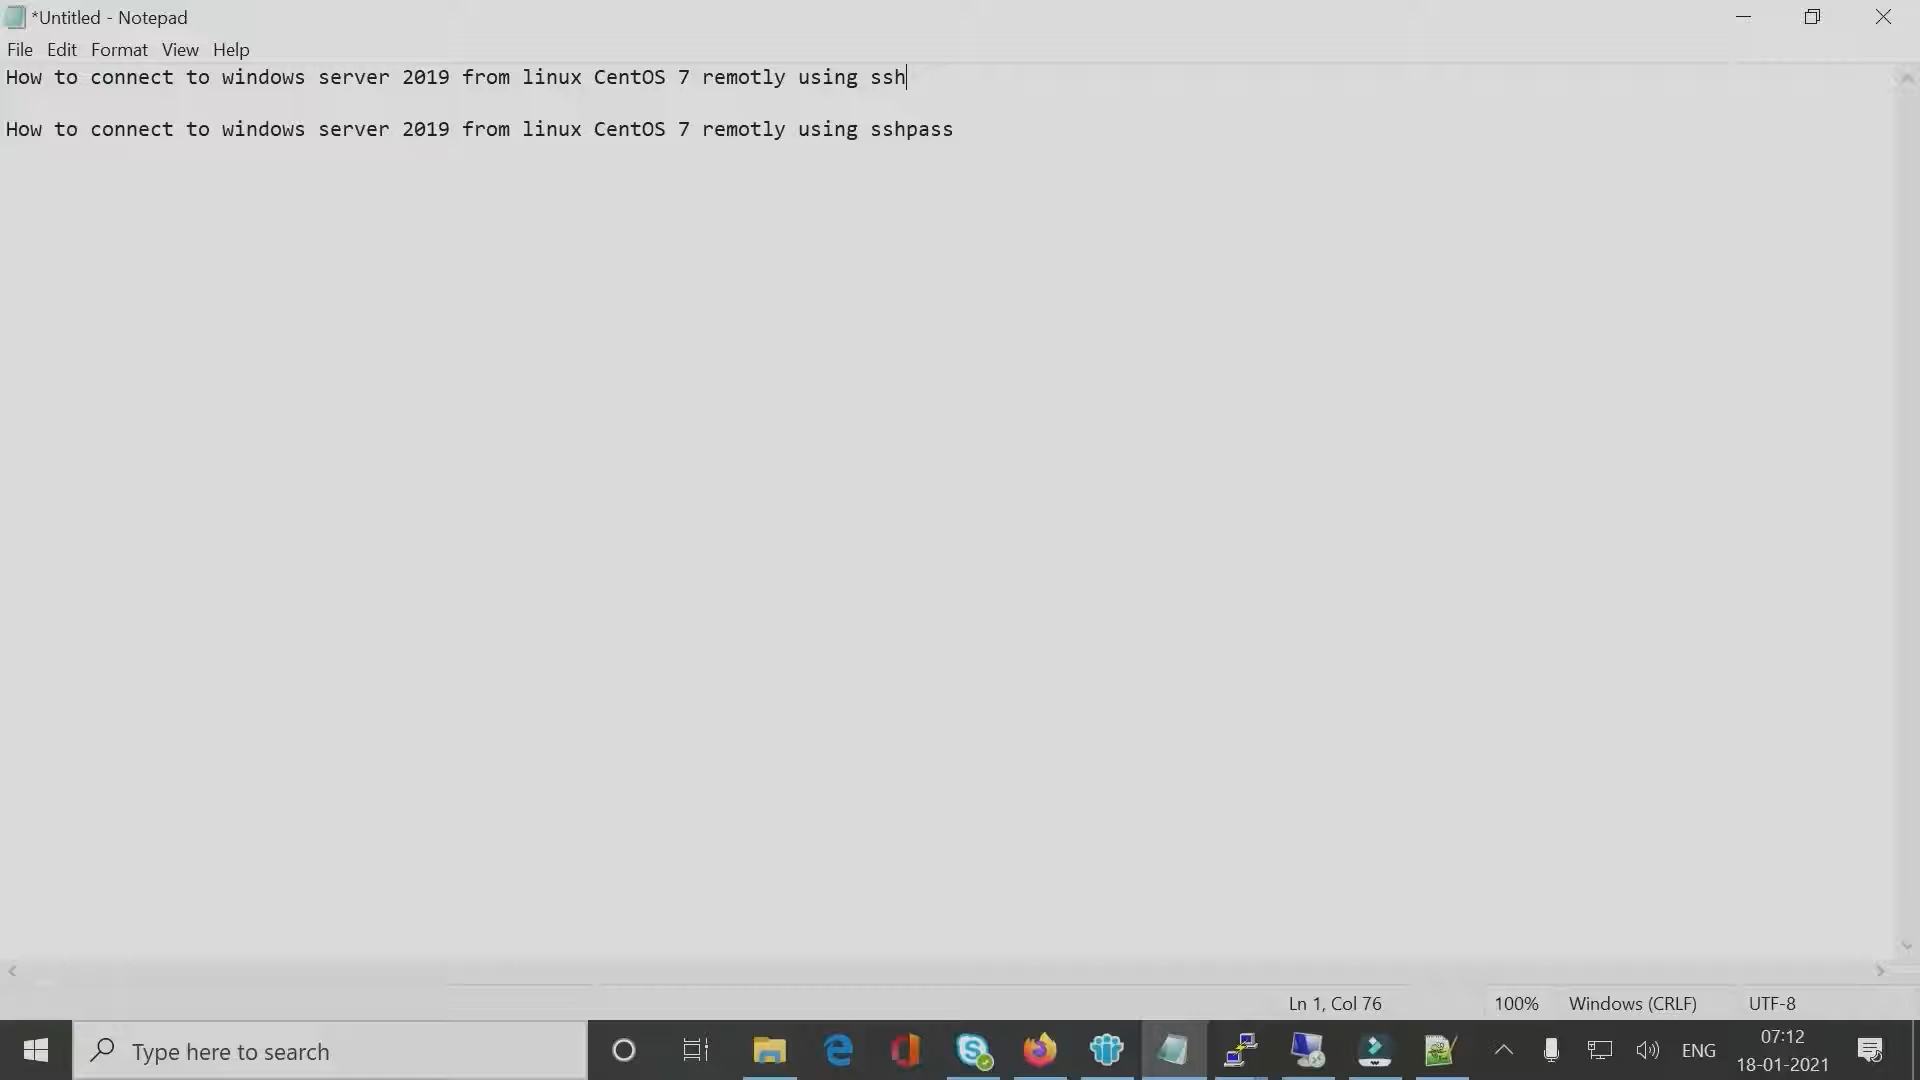 *Untitled - Notepad
File Edit Format View Help
How to connect to windows server 2019 from linux CentOS 7 remotly using ssh
How to connect to windows server 2019 from linux CentOS 7 remotly using sshpass
Ln 1, Col 76 100% Windows (CRLF) UTF-8
Type here to search
ENG
07:12
18-01-2021